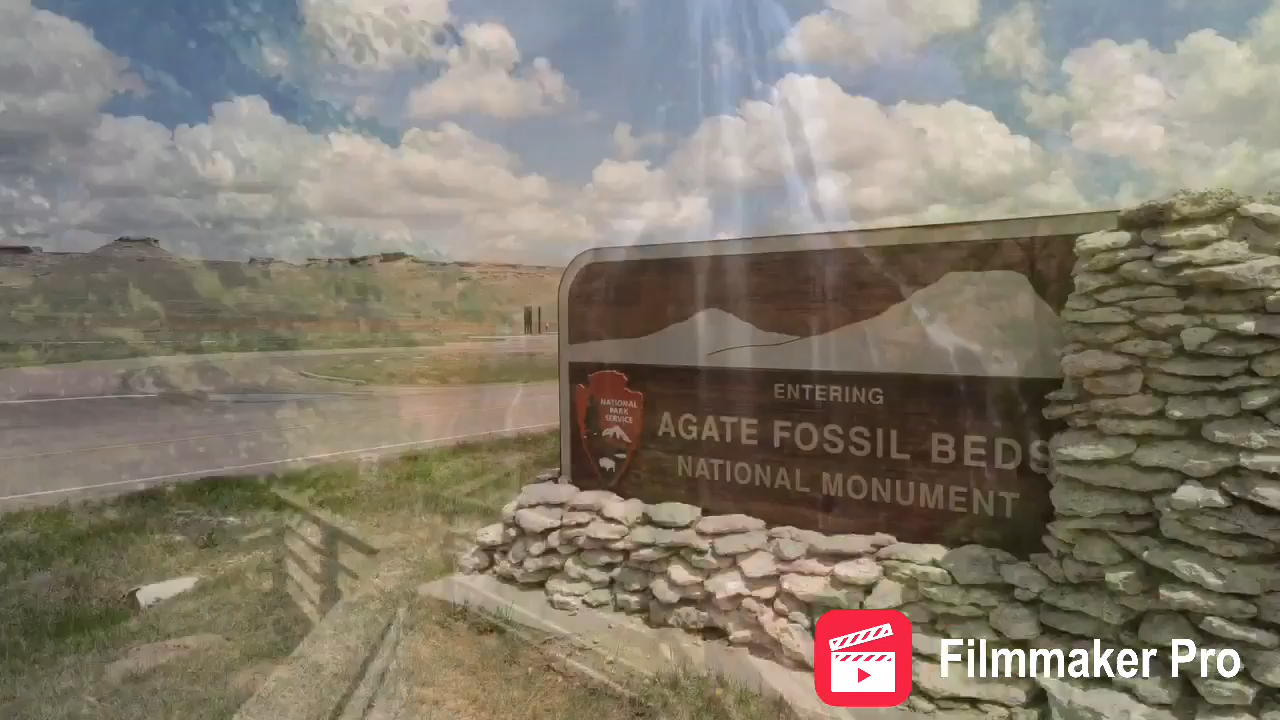 NATIONAL
PARK
SERVICE
ENTERING
AGATE FOSSIL BEDS
NATIONAL MONUMENT
Filmmaker Pro